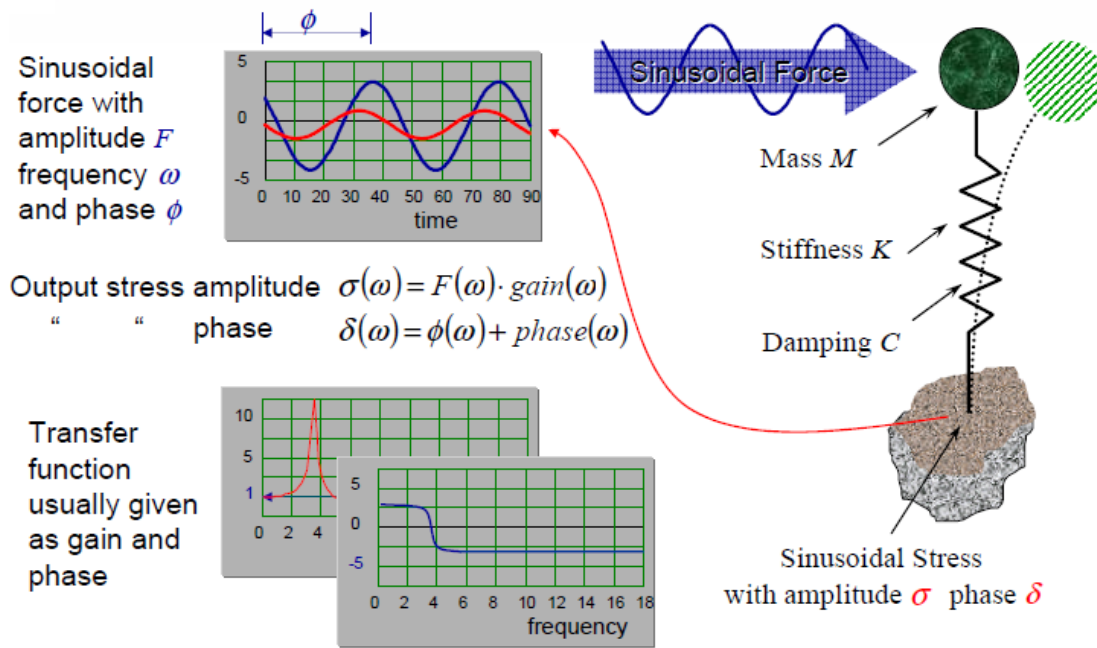 ϕ
Sinusoidal
force with
amplitude F
frequency ω
and phase ϕ
5
0
-5
0 10 20 30 40 50 60 70 80 90
time
Sinusoidal Force
Mass M
Stiffness K
Damping C
Output stress amplitude σ(ω) = F(ω)· gain(ω)
“ “ phase δ(ω) = ϕ(ω)+ phase(ω)
Transfer
function
usually given
as gain and
phase
10
5
1
0 2 4
5
0
-5
0 2 4 6 8 10 12 14 16 18
frequency
Sinusoidal Stress
with amplitude σ phase δ